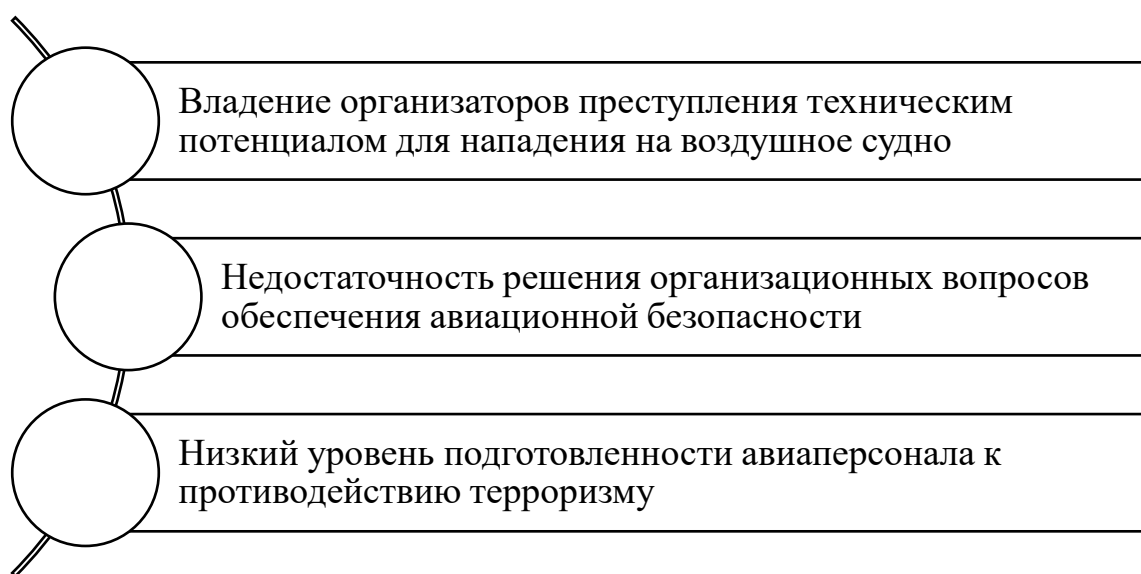 Владение организаторов преступления техническим
потенциалом для нападения на воздушное судно
Недостаточность решения организационных вопросов
обеспечения авиационной безопасности
Низкий уровень подготовленности авиаперсонала к
противодействию терроризму